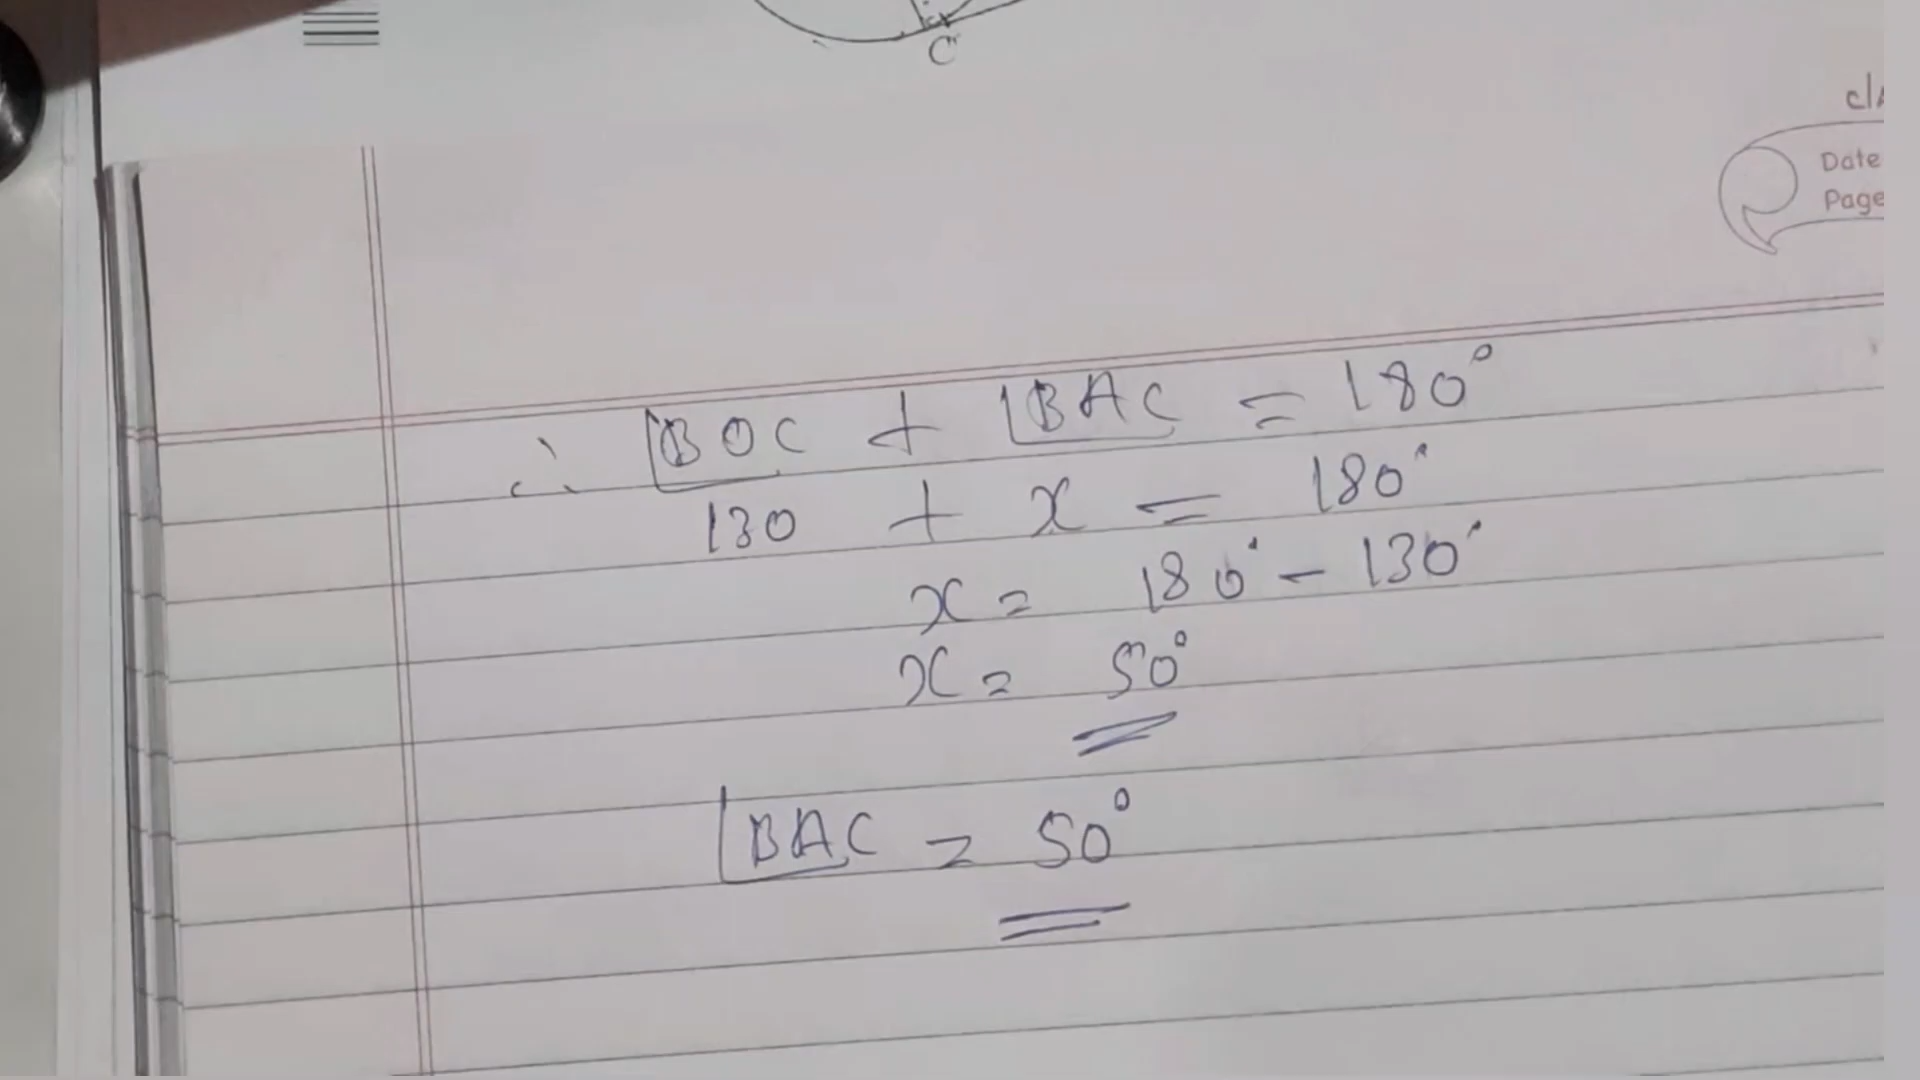 C
Date
Page
∴ ∠BOC + ∠BAC = 180°
130 + x = 180°
x = 180° - 130°
x = 50°
∠BAC = 50°